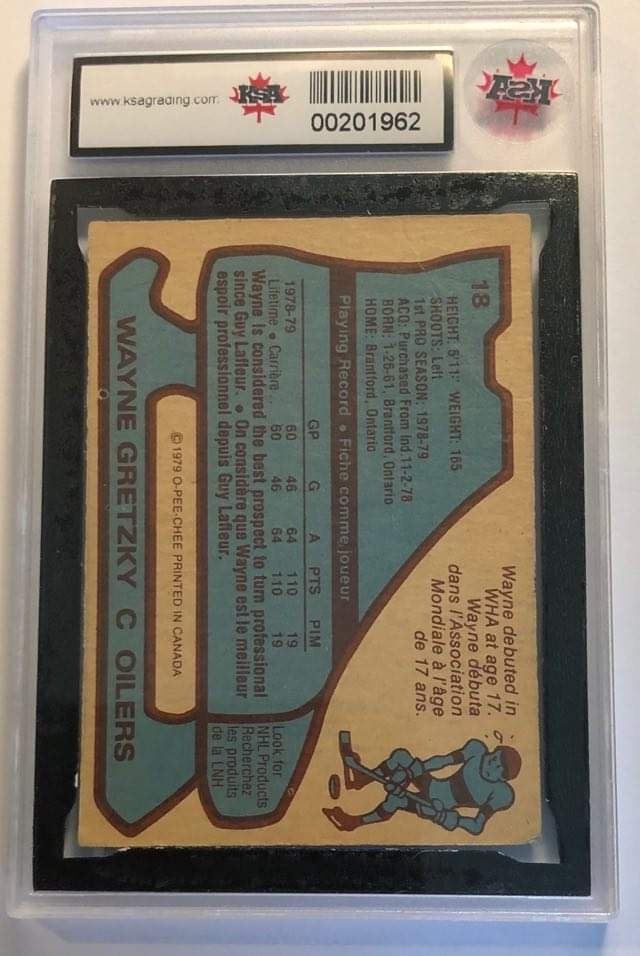 www.ksagrading.com
KSA
00201962
KSA
18
HEIGHT: 5'11" WEIGHT: 165
SHOOTS: Left
1st PRO SEASON: 1978-79
ACQ: Purchased From Ind. 11-2-78
BORN: 1-26-61, Brantford, Ontario
HOME: Brantford, Ontario
Wayne debuted in
WHA at age 17.
Wayne débuta
dans l'Association
Mondiale à l'âge
de 17 ans.
Playing Record • Fiche comme joueur
GP G A PTS PIM
1978-79 60 46 64 110 19
Lifetime • Carrière .. 60 46 64 110 19
Wayne is considered the best prospect to turn professional
since Guy Lafleur. • On considère que Wayne est le meilleur
espoir professionnel depuis Guy Lafleur.
Look for
NHL Products
Recherchez
les produits
de la LNH
© 1979 O-PEE-CHEE PRINTED IN CANADA
WAYNE GRETZKY C OILERS